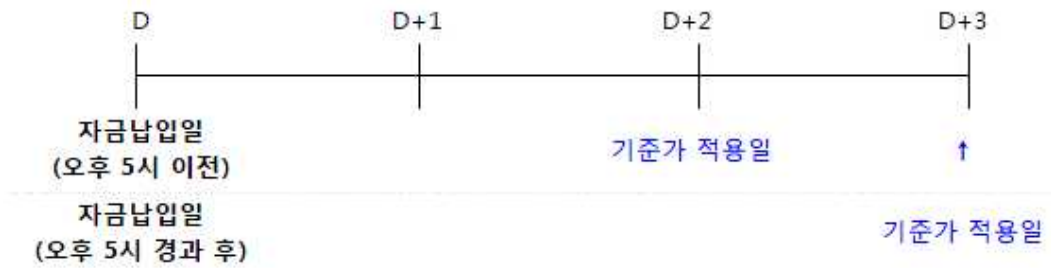 D D+1 D+2 D+3
자금납입일
(오후 5시 이전)
기준가 적용일 ↑
자금납입일
(오후 5시 경과 후)
기준가 적용일